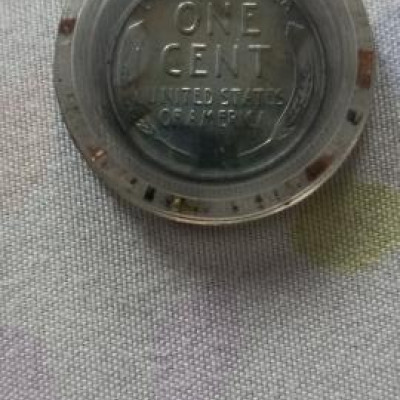 ONE
CENT
UNITED STATES
OF AMERICA